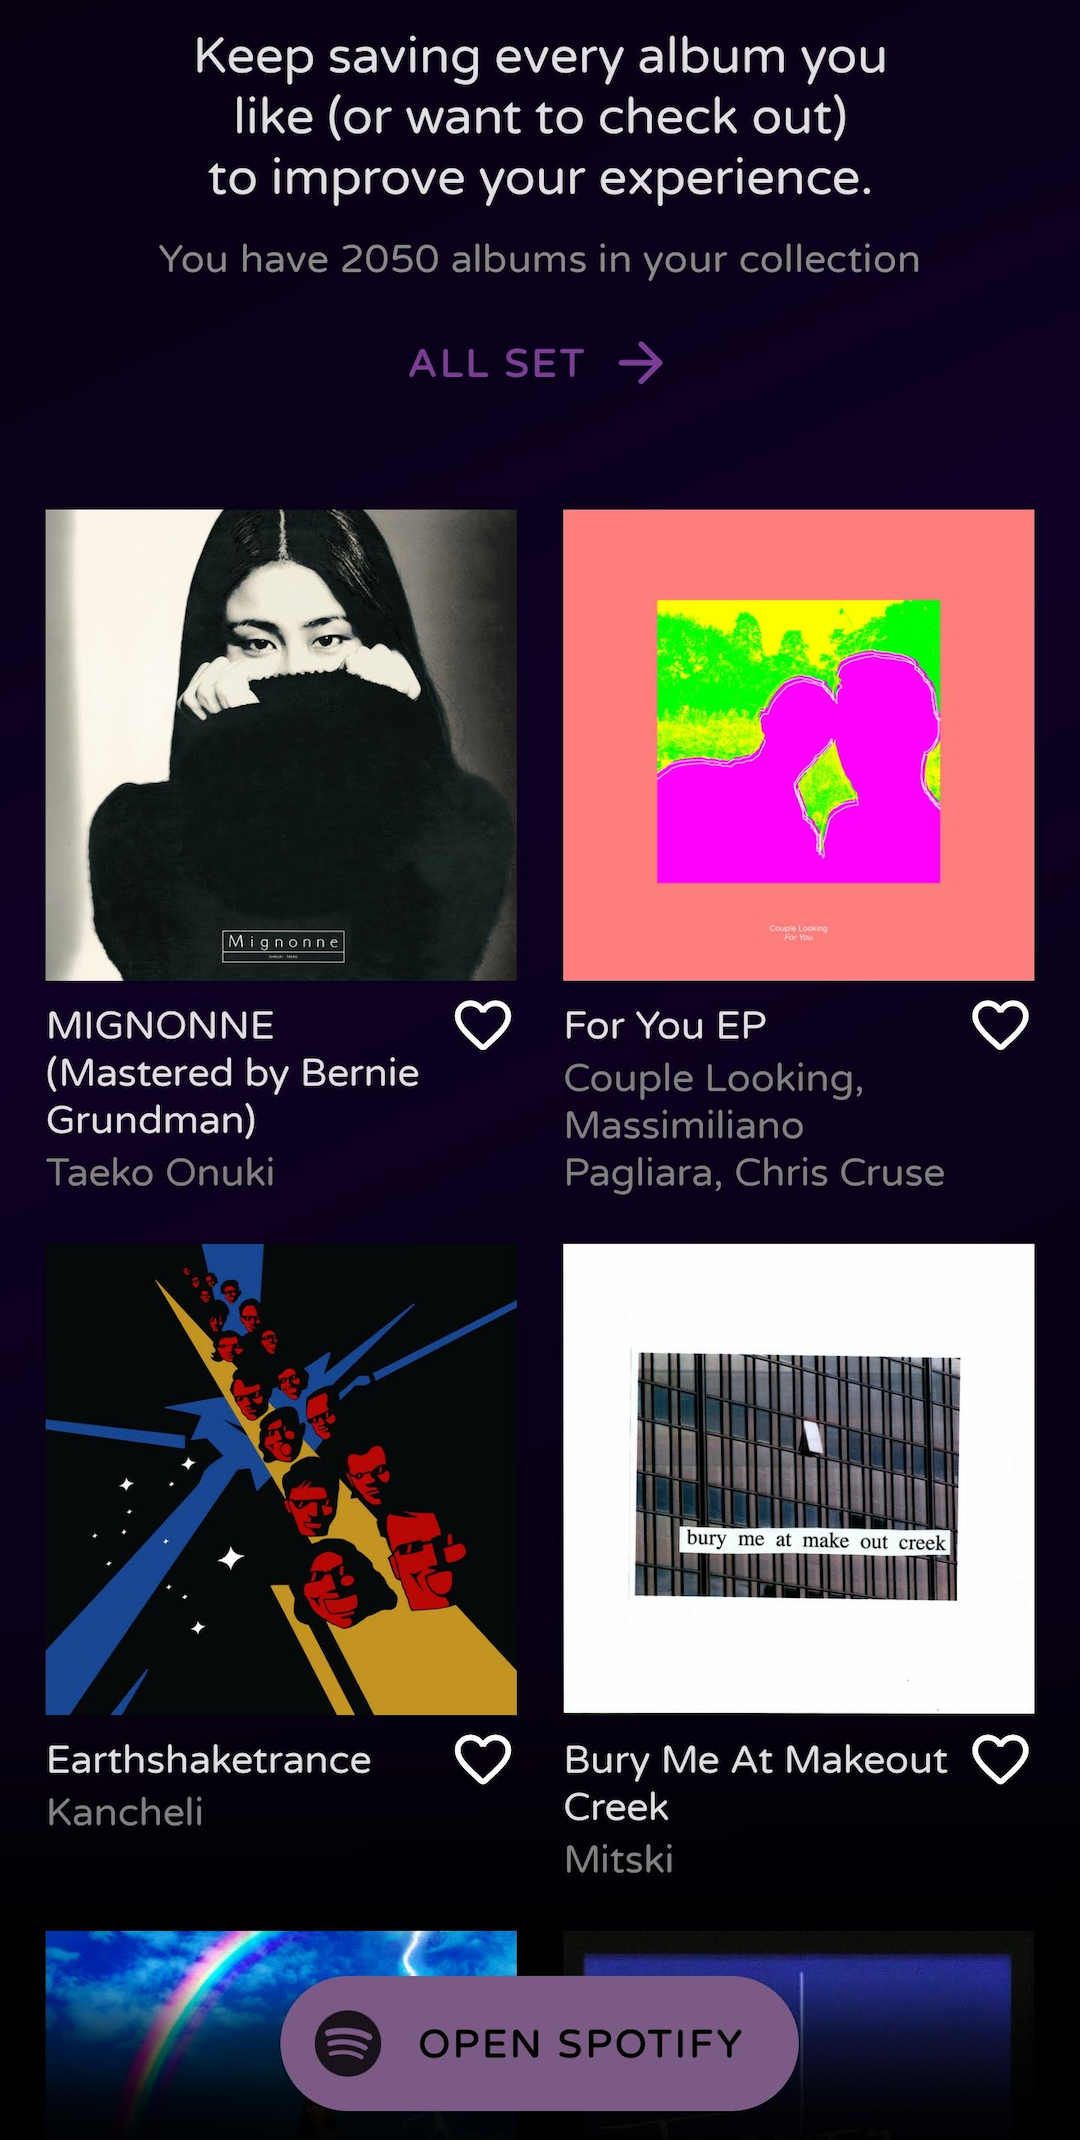 Keep saving every album you
like (or want to check out)
to improve your experience.
You have 2050 albums in your collection
ALL SET
Mignonne
Couple Looking
For You
MIGNONNE
(Mastered by Bernie
Grundman)
Taeko Onuki
For You EP
Couple Looking,
Massimiliano
Pagliara, Chris Cruse
bury me at make out creek
Earthshaketrance
Kancheli
Bury Me At Makeout
Creek
Mitski
OPEN SPOTIFY